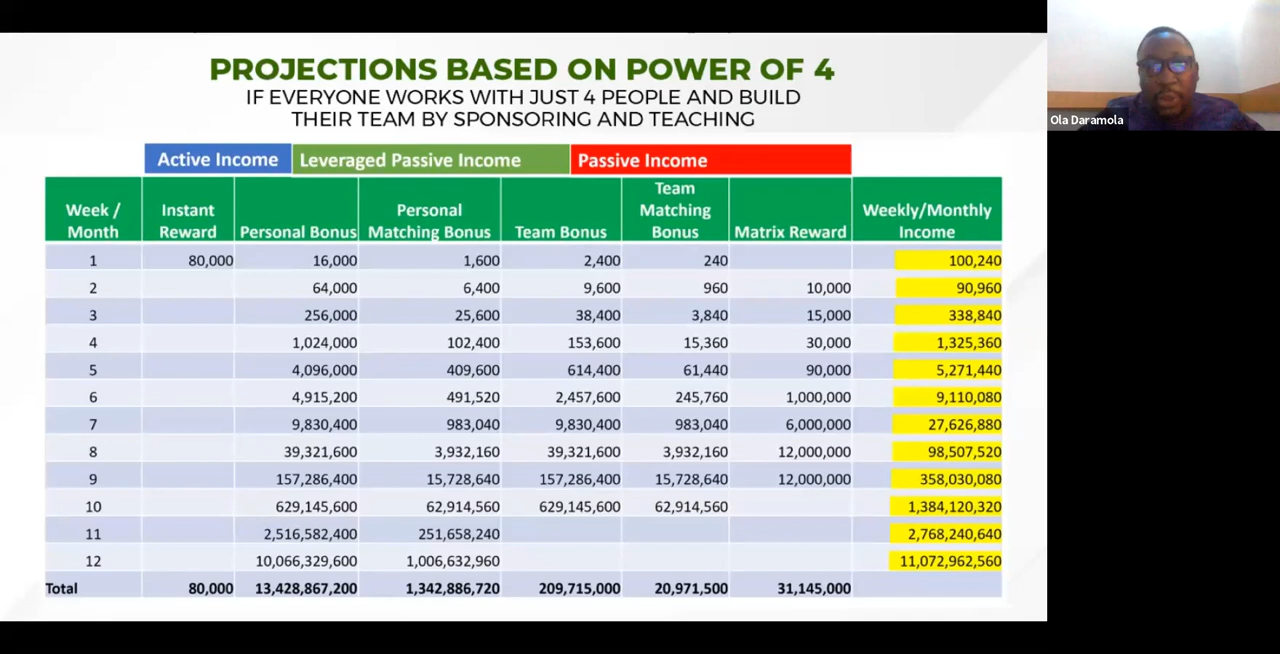 PROJECTIONS BASED ON POWER OF 4
IF EVERYONE WORKS WITH JUST 4 PEOPLE AND BUILD
THEIR TEAM BY SPONSORING AND TEACHING
Ola Daramola
Active Income Leveraged Passive Income Passive Income
Week / Month Instant Reward Personal Bonus Personal Matching Bonus Team Bonus Team Matching Bonus Matrix Reward Weekly/Monthly Income
1 80,000 16,000 1,600 2,400 240 100,240
2 64,000 6,400 9,600 960 10,000 90,960
3 256,000 25,600 38,400 3,840 15,000 338,840
4 1,024,000 102,400 153,600 15,360 30,000 1,325,360
5 4,096,000 409,600 614,400 61,440 90,000 5,271,440
6 4,915,200 491,520 2,457,600 245,760 1,000,000 9,110,080
7 9,830,400 983,040 9,830,400 983,040 6,000,000 27,626,880
8 39,321,600 3,932,160 39,321,600 3,932,160 12,000,000 98,507,520
9 157,286,400 15,728,640 157,286,400 15,728,640 12,000,000 358,030,080
10 629,145,600 62,914,560 629,145,600 62,914,560 1,384,120,320
11 2,516,582,400 251,658,240 2,768,240,640
12 10,066,329,600 1,006,632,960 11,072,962,560
Total 80,000 13,428,867,200 1,342,886,720 209,715,000 20,971,500 31,145,000